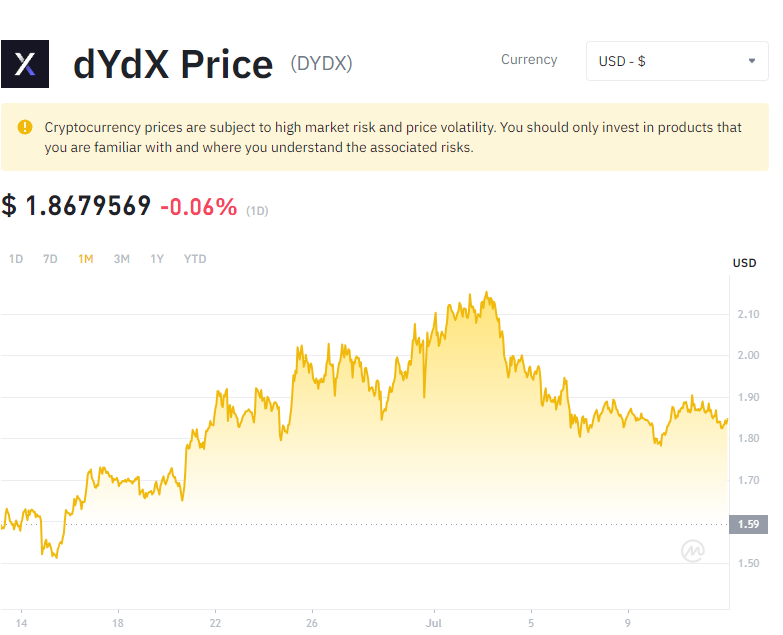 dYdX Price (DYDX)
Currency
USD - $
Cryptocurrency prices are subject to high market risk and price volatility. You should only invest in products that
you are familiar with and where you understand the associated risks.
$ 1.8679569 -0.06% (1D)
1D 7D 1M 3M 1Y YTD
USD
2.10
2.00
1.90
1.80
1.70
1.59
1.50
14 18 22 26 Jul 5 9